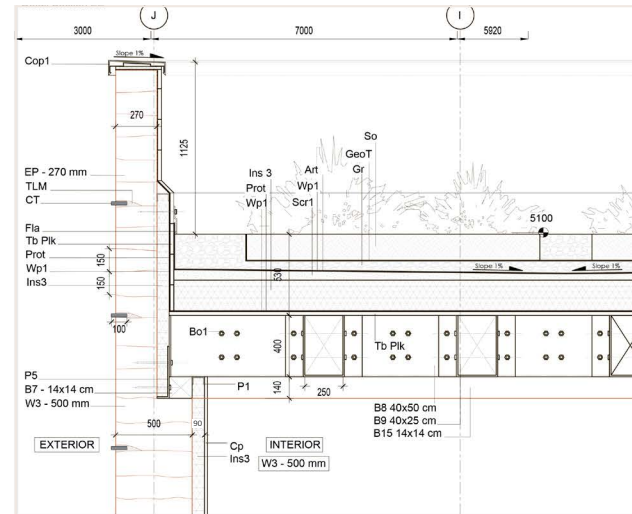 J
I
3000
7000
5920
Slope 1%
Cop1
270
1125
So
GeoT
Gr
Art
Wp1
Scr1
Ins 3
Prot
Wp1
EP - 270 mm
TLM
CT
Fla
Tb Plk
Prot
Wp1
Ins3
150
150
100
5100
530
Slope 1%
Slope 1%
Bo1
400
Tb Plk
P5
B7 - 14x14 cm
W3 - 500 mm
P1
140
250
B8 40x50 cm
B9 40x25 cm
B15 14x14 cm
500
90
EXTERIOR
Cp
Ins3
INTERIOR
W3 - 500 mm